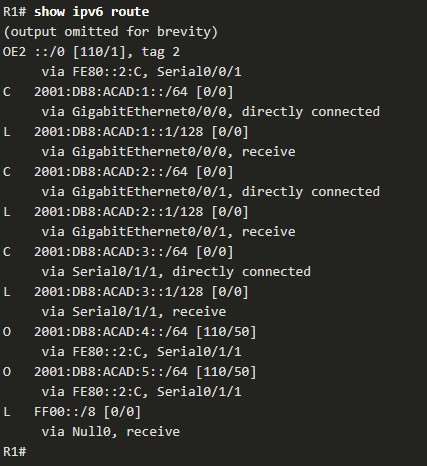 R1# show ipv6 route
(output omitted for brevity)
OE2 ::/0 [110/1], tag 2
     via FE80::2:C, Serial0/0/1
C   2001:DB8:ACAD:1::/64 [0/0]
     via GigabitEthernet0/0/0, directly connected
L   2001:DB8:ACAD:1::1/128 [0/0]
     via GigabitEthernet0/0/0, receive
C   2001:DB8:ACAD:2::/64 [0/0]
     via GigabitEthernet0/0/1, directly connected
L   2001:DB8:ACAD:2::1/128 [0/0]
     via GigabitEthernet0/0/1, receive
C   2001:DB8:ACAD:3::/64 [0/0]
     via Serial0/1/1, directly connected
L   2001:DB8:ACAD:3::1/128 [0/0]
     via Serial0/1/1, receive
O   2001:DB8:ACAD:4::/64 [110/50]
     via FE80::2:C, Serial0/1/1
O   2001:DB8:ACAD:5::/64 [110/50]
     via FE80::2:C, Serial0/1/1
L   FF00::/8 [0/0]
     via Null0, receive
R1#